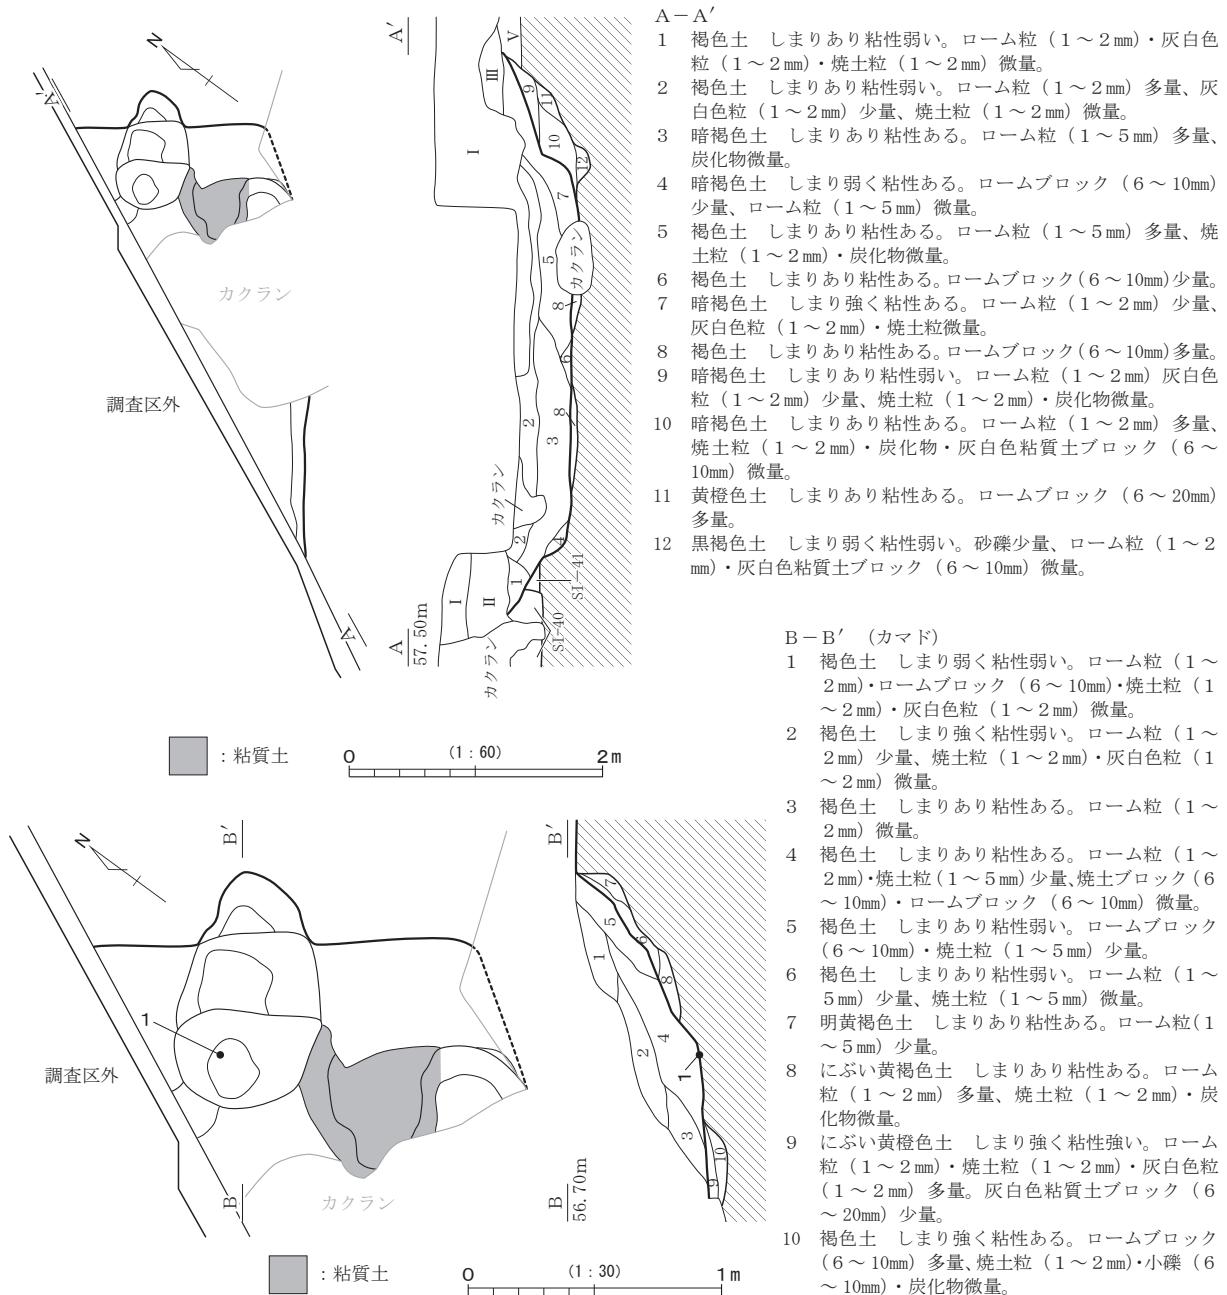 A－A′
1　褐色土　しまりあり粘性弱い。ローム粒（1～2㎜）・灰白色
粒（1～2㎜）・焼土粒（1～2㎜）微量。
2　褐色土　しまりあり粘性弱い。ローム粒（1～2㎜）多量、灰
白色粒（1～2㎜）少量、焼土粒（1～2㎜）微量。
3　暗褐色土　しまりあり粘性ある。ローム粒（1～5㎜）多量、
炭化物微量。
4　暗褐色土　しまり弱く粘性ある。ロームブロック（6～10㎜）
少量、ローム粒（1～5㎜）微量。
5　褐色土　しまりあり粘性ある。ローム粒（1～5㎜）多量、焼
土粒（1～2㎜）・炭化物微量。
6　褐色土　しまりあり粘性ある。ロームブロック（6～10㎜）少量。
7　暗褐色土　しまり強く粘性ある。ローム粒（1～2㎜）少量、
灰白色粒（1～2㎜）・焼土粒微量。
8　褐色土　しまりあり粘性ある。ロームブロック（6～10㎜）多量。
9　暗褐色土　しまりあり粘性弱い。ローム粒（1～2㎜）灰白色
粒（1～2㎜）少量、焼土粒（1～2㎜）・炭化物微量。
10　暗褐色土　しまりあり粘性ある。ローム粒（1～2㎜）多量、
焼土粒（1～2㎜）・炭化物・灰白色粘質土ブロック（6～
10㎜）微量。
11　黄橙色土　しまりあり粘性ある。ロームブロック（6～20㎜）
多量。
12　黒褐色土　しまり弱く粘性弱い。砂礫少量、ローム粒（1～2
㎜）・灰白色粘質土ブロック（6～10㎜）微量。
N
A′
A
カクラン
調査区外
A′
A
57.50m
Ⅰ
Ⅲ
Ⅴ
9
11
10
12
7
5
カクラン
8
6
8
2
3
カクラン
2
4
1
Ⅰ
Ⅱ
SI-41
SI-40
カクラン
：粘質土
0
（1：60）
2m
B－B′　（カマド）
1　褐色土　しまり弱く粘性弱い。ローム粒（1～
2㎜）・ロームブロック（6～10㎜）・焼土粒（1
～2㎜）・灰白色粒（1～2㎜）微量。
2　褐色土　しまり強く粘性弱い。ローム粒（1～
2㎜）少量、焼土粒（1～2㎜）・灰白色粒（1
～2㎜）微量。
3　褐色土　しまりあり粘性ある。ローム粒（1～
2㎜）微量。
4　褐色土　しまりあり粘性ある。ローム粒（1～
2㎜）・焼土粒（1～5㎜）少量、焼土ブロック（6
～10㎜）・ロームブロック（6～10㎜）微量。
5　褐色土　しまりあり粘性弱い。ロームブロック
（6～10㎜）・焼土粒（1～5㎜）少量。
6　褐色土　しまりあり粘性弱い。ローム粒（1～
5㎜）少量、焼土粒（1～5㎜）微量。
7　明黄褐色土　しまりあり粘性ある。ローム粒（1
～5㎜）少量。
8　にぶい黄褐色土　しまりあり粘性ある。ローム
粒（1～2㎜）多量、焼土粒（1～2㎜）・炭
化物微量。
9　にぶい黄橙色土　しまり強く粘性強い。ローム
粒（1～2㎜）・焼土粒（1～2㎜）・灰白色粒
（1～2㎜）多量。灰白色粘質土ブロック（6
～20㎜）少量。
10　褐色土　しまり強く粘性ある。ロームブロック
（6～10㎜）多量、焼土粒（1～2㎜）・小礫（6
～10㎜）・炭化物微量。
N
B′
1
調査区外
B
カクラン
B′
B
56.70m
7
5
6
1
8
4
2
1
3
10
9
：粘質土
0
（1：30）
1m